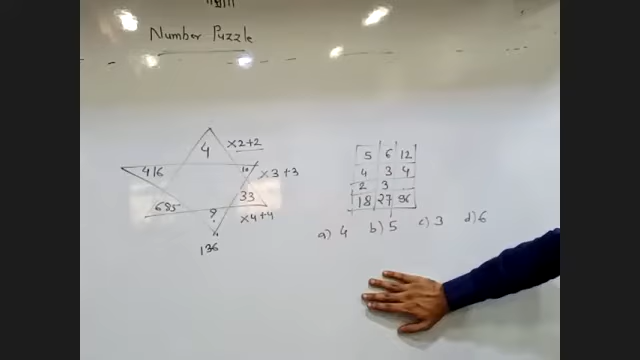 Number Puzzle
4
×2+2
416
10
×3+3
685
33
?
×4+4
136
5 6 12
4 3 4
2 3
18 27 96
a) 4 b) 5 c) 3 d) 6